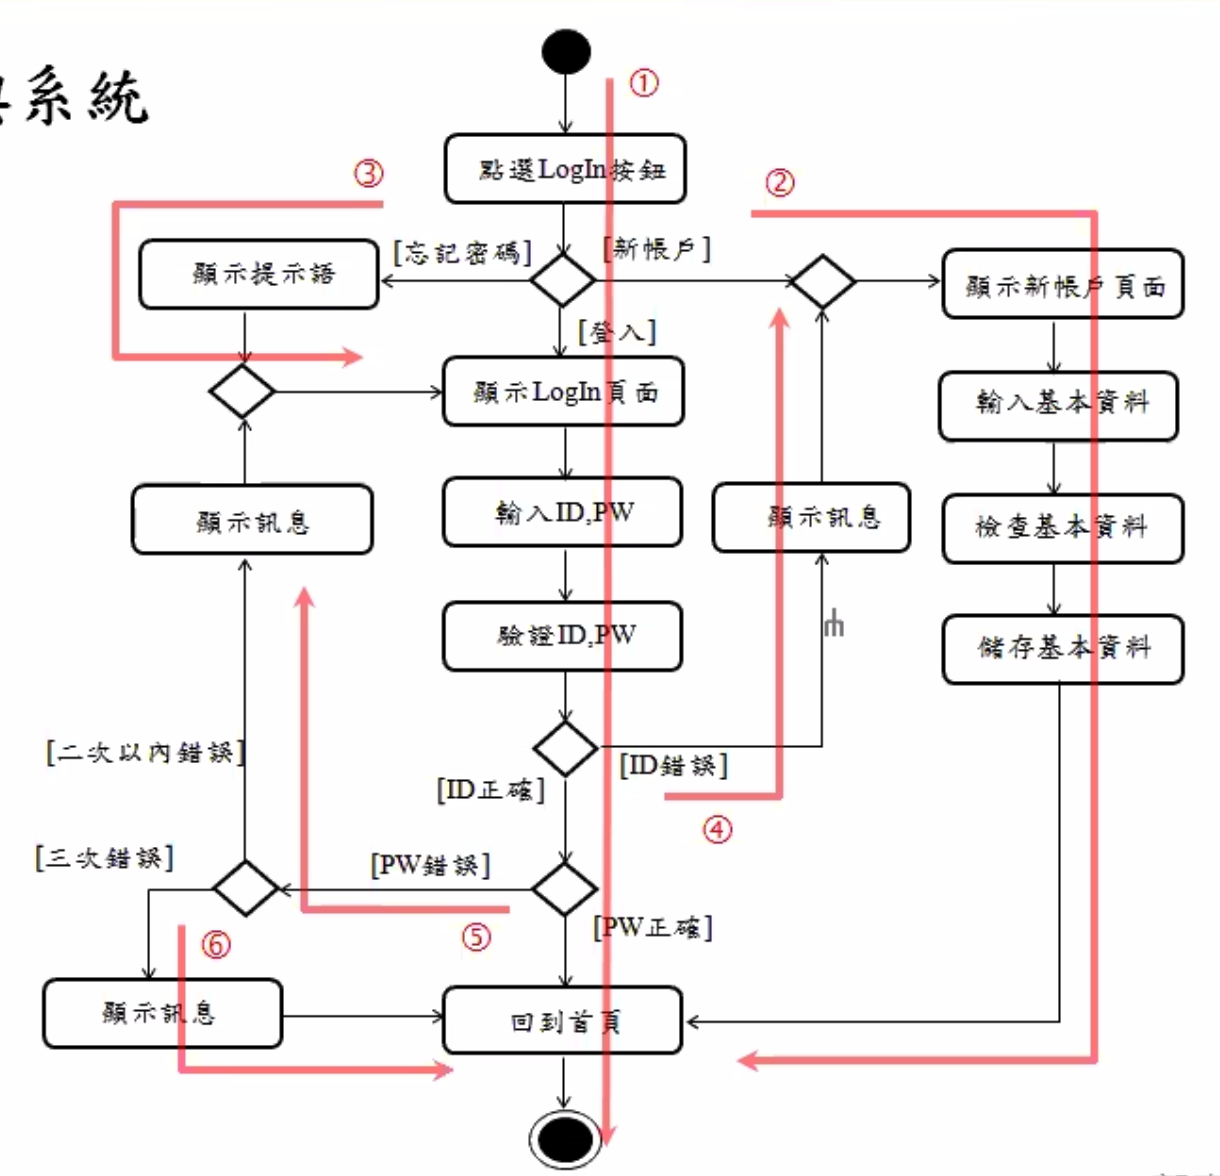 系統
①
點選LogIn按鈕
③
②
[忘記密碼]
[新帳戶]
顯示提示語
顯示新帳戶頁面
[登入]
顯示LogIn頁面
輸入基本資料
輸入ID,PW
顯示訊息
顯示訊息
檢查基本資料
驗證ID,PW
儲存基本資料
[二次以內錯誤]
[ID錯誤]
[ID正確]
④
[三次錯誤]
[PW錯誤]
[PW正確]
⑤
⑥
顯示訊息
回到首頁